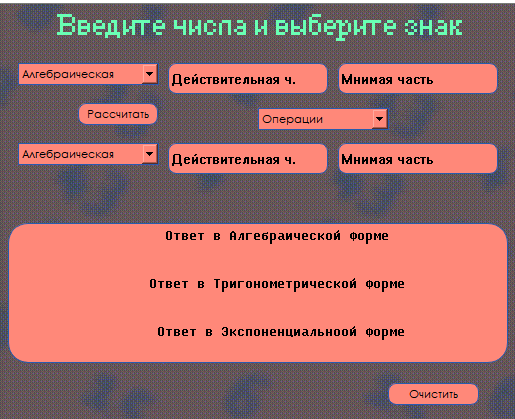 Введите числа и выберите знак
Алгебраическая Действительная ч. Мнимая часть
Рассчитать Операции
Алгебраическая Действительная ч. Мнимая часть
Ответ в Алгебраической форме
Ответ в Тригонометрической форме
Ответ в Экспоненциальноой форме
Очистить